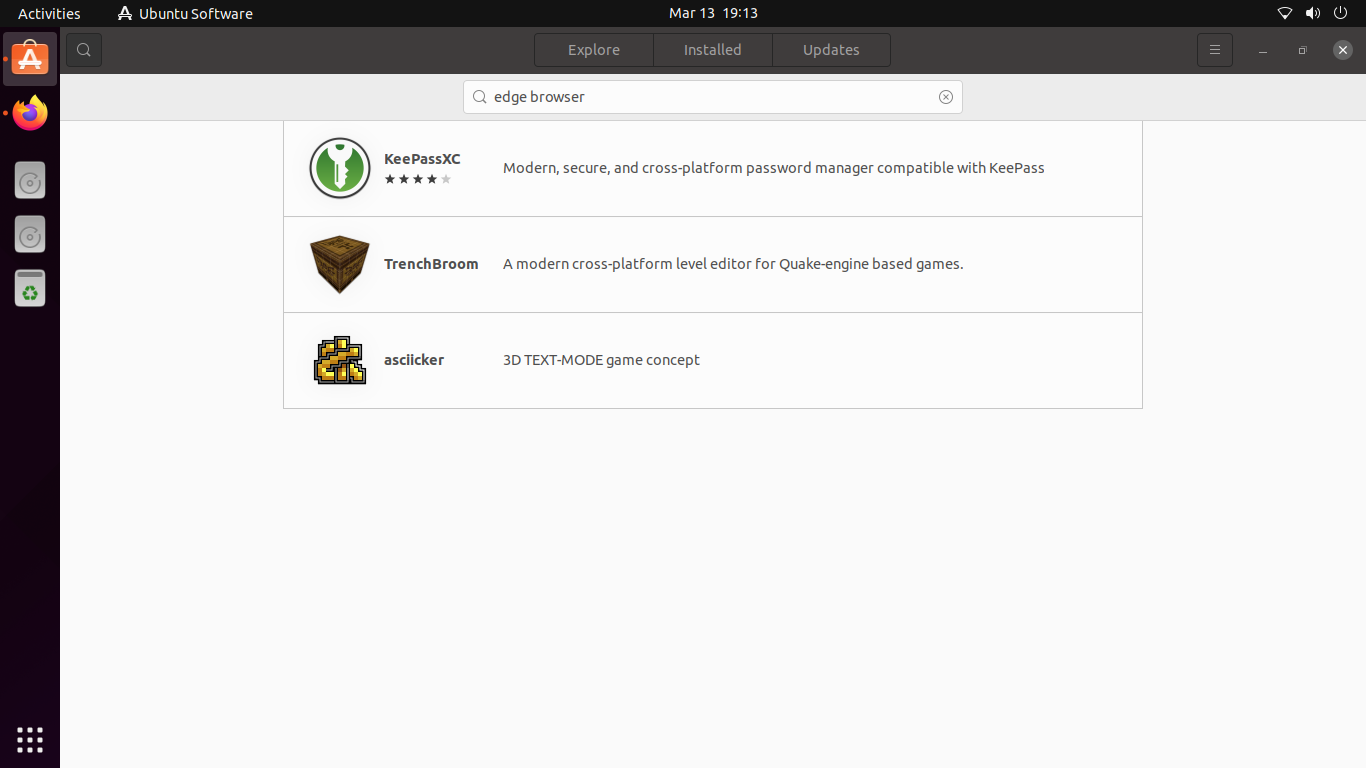 Activities
Ubuntu Software
Mar 13 19:13
Explore
Installed
Updates
edge browser
KeePassXC
Modern, secure, and cross-platform password manager compatible with KeePass
TrenchBroom
A modern cross-platform level editor for Quake-engine based games.
asciicker
3D TEXT-MODE game concept